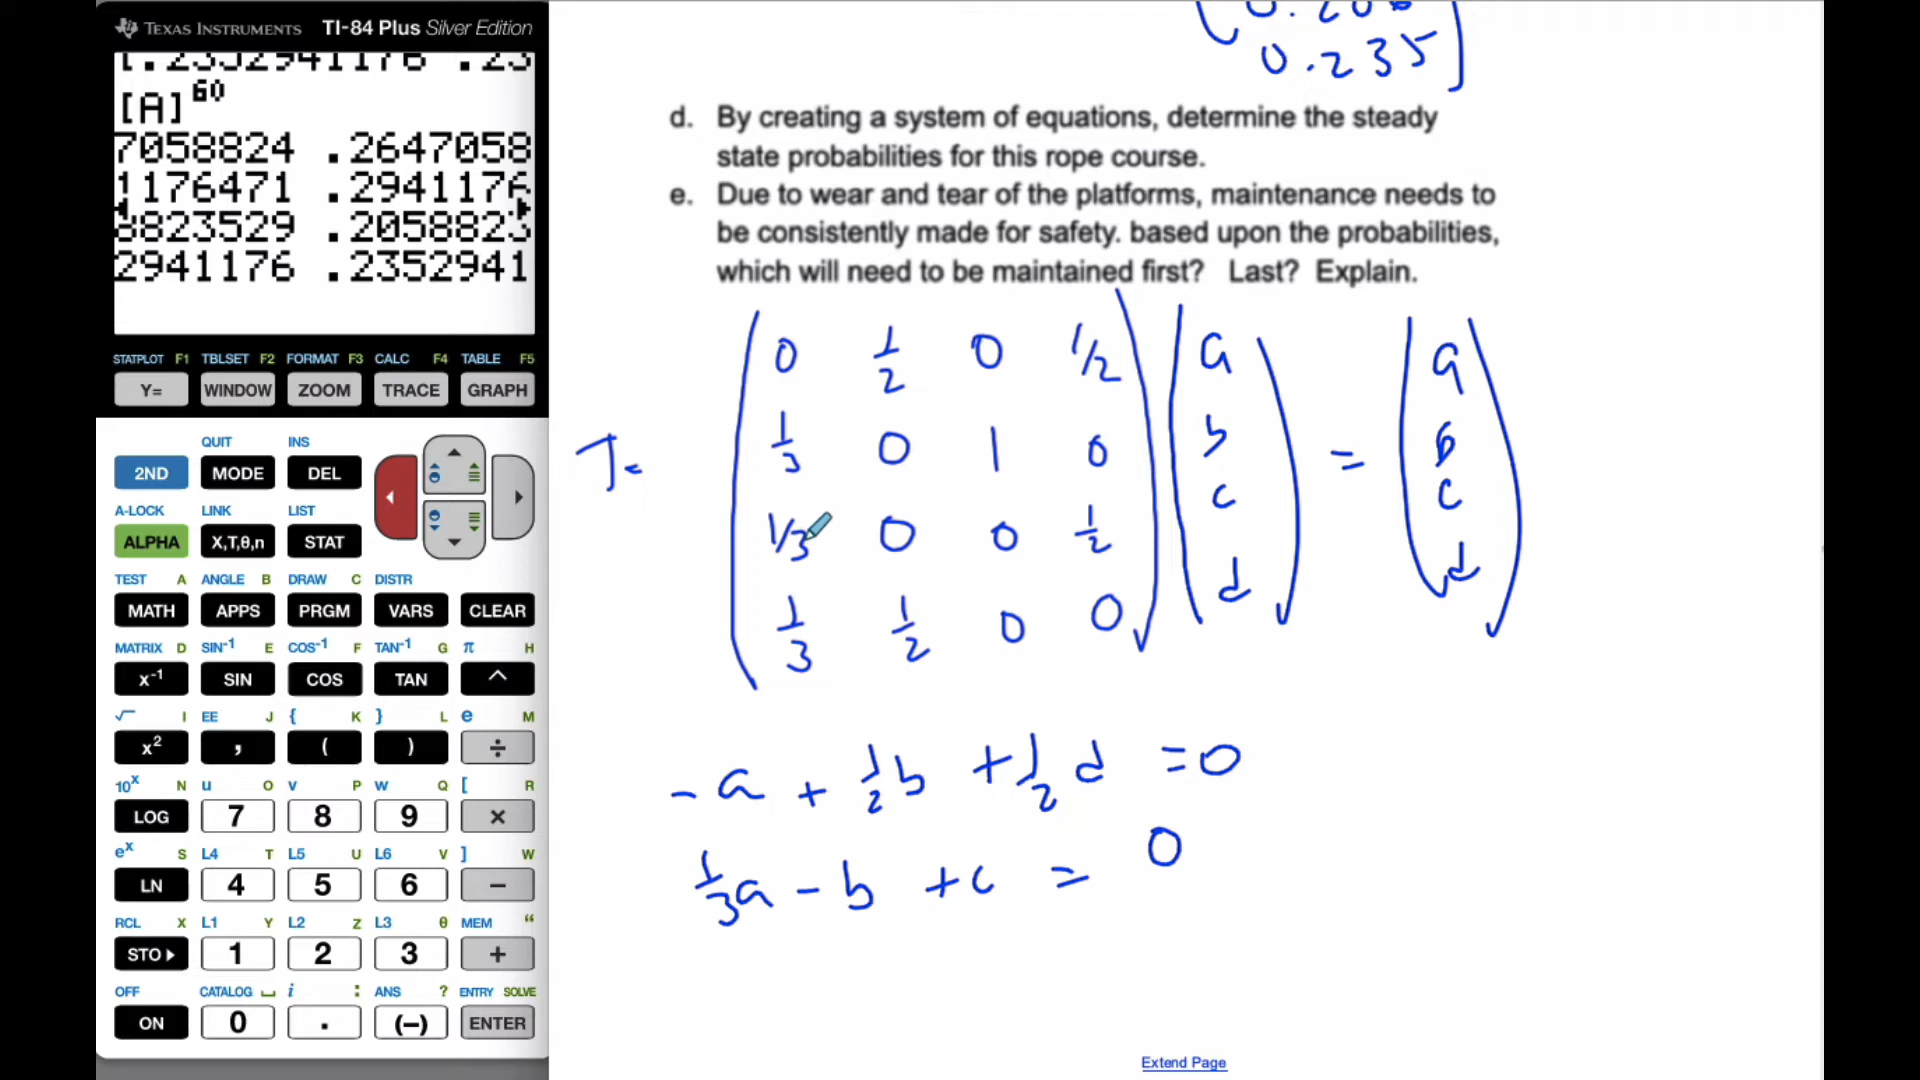 TEXAS INSTRUMENTS TI-84 Plus Silver Edition
[.2352941176 .23
[A]^60
7058824 .2647058
1176471 .2941176
8823529 .2058823
2941176 .2352941
STATPLOT F1 TBLSET F2 FORMAT F3 CALC F4 TABLE F5
Y= WINDOW ZOOM TRACE GRAPH
QUIT INS
2ND MODE DEL
A-LOCK LINK LIST
ALPHA X,T,θ,n STAT
TEST A ANGLE B DRAW C DISTR
MATH APPS PRGM VARS CLEAR
MATRIX D SIN⁻¹ E COS⁻¹ F TAN⁻¹ G π H
x⁻¹ SIN COS TAN ^
√ I EE J { K } L e M
x² , ( ) ÷
10ˣ N u O v P w Q [ R
LOG 7 8 9 ×
eˣ S L4 T L5 U L6 V ] W
LN 4 5 6 −
RCL X L1 Y L2 Z L3 θ MEM "
STO▶ 1 2 3 +
OFF CATALOG ⎵ i : ANS ? ENTRY SOLVE
ON 0 . (−) ENTER
0.235
d. By creating a system of equations, determine the steady
state probabilities for this rope course.
e. Due to wear and tear of the platforms, maintenance needs to
be consistently made for safety. based upon the probabilities,
which will need to be maintained first? Last? Explain.
0 1/2 0 1/2 a a
T= 1/3 0 1 0 b = b
1/3 0 0 1/2 c c
1/3 1/2 0 0 d d
-a + 1/2 b + 1/2 d = 0
1/3 a - b + c = 0
Extend Page